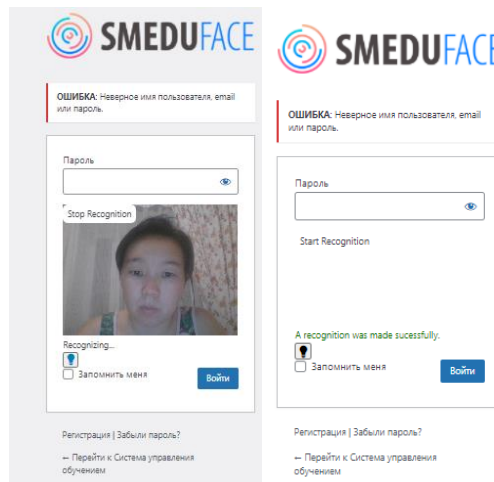 SMEDUFACE
ОШИБКА: Неверное имя пользователя, email
или пароль.
Пароль
Stop Recognition
Recognizing...
Запомнить меня
Войти
Регистрация | Забыли пароль?
← Перейти к Система управления
обучением
SMEDUFACE
ОШИБКА: Неверное имя пользователя, email
или пароль.
Пароль
Start Recognition
A recognition was made sucessfully.
Запомнить меня
Войти
Регистрация | Забыли пароль?
← Перейти к Система управления
обучением